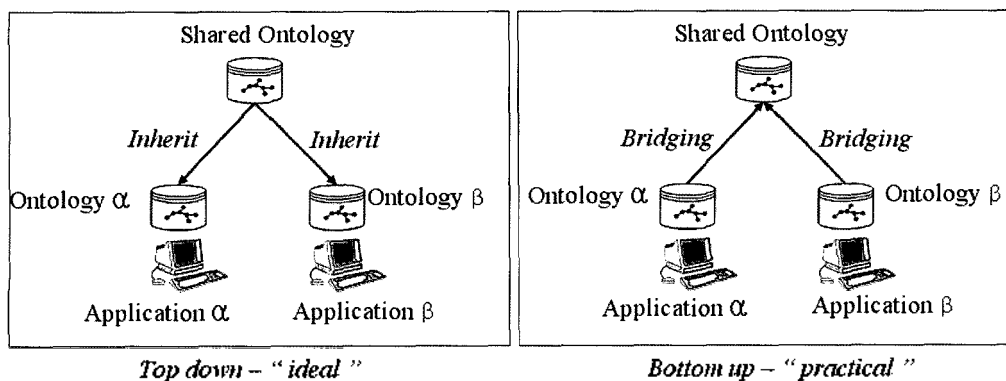 Shared Ontology
Inherit
Inherit
Ontology α
Ontology β
Application α
Application β
Top down – “ ideal ”
Shared Ontology
Bridging
Bridging
Ontology α
Ontology β
Application α
Application β
Bottom up – “ practical ”